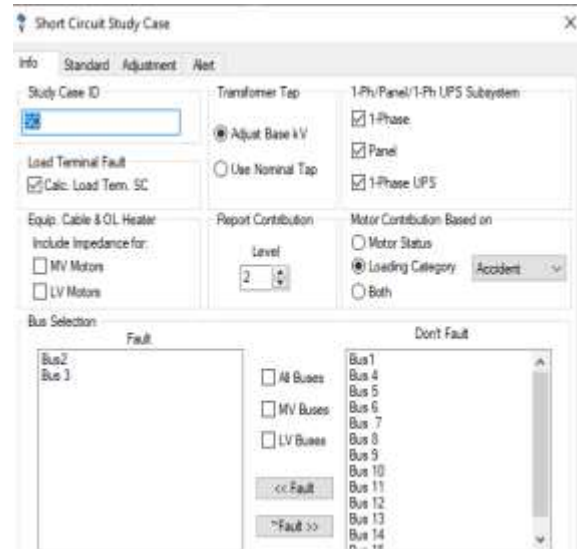 Short Circuit Study Case
Info Standard Adjustment Alert
Study Case ID
SC
Transformer Tap
Adjust Base kV
Use Nominal Tap
1-Ph/Panel/1-Ph UPS Subsystem
1-Phase
Panel
1-Phase UPS
Load Terminal Fault
Calc. Load Term. SC
Equip. Cable & OL Heater
Include Impedance for:
MV Motors
LV Motors
Report Contribution
Level
2
Motor Contribution Based on
Motor Status
Loading Category Accident
Both
Bus Selection
Fault
Bus2
Bus 3
All Buses
MV Buses
LV Buses
<< Fault
~Fault >>
Don't Fault
Bus1
Bus 4
Bus 5
Bus 6
Bus 7
Bus 8
Bus 9
Bus 10
Bus 11
Bus 12
Bus 13
Bus 14